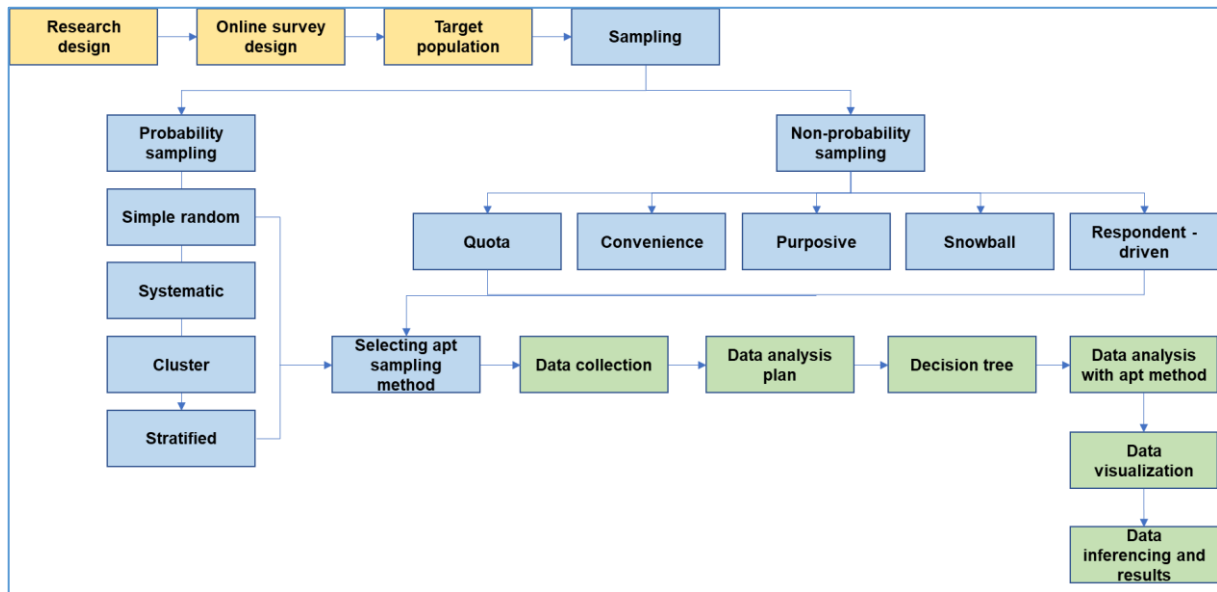 Research
design
Online survey
design
Target
population
Sampling
Probability
sampling
Non-probability
sampling
Simple random
Quota
Convenience
Purposive
Snowball
Respondent -
driven
Systematic
Cluster
Stratified
Selecting apt
sampling
method
Data collection
Data analysis
plan
Decision tree
Data analysis
with apt method
Data
visualization
Data
inferencing and
results